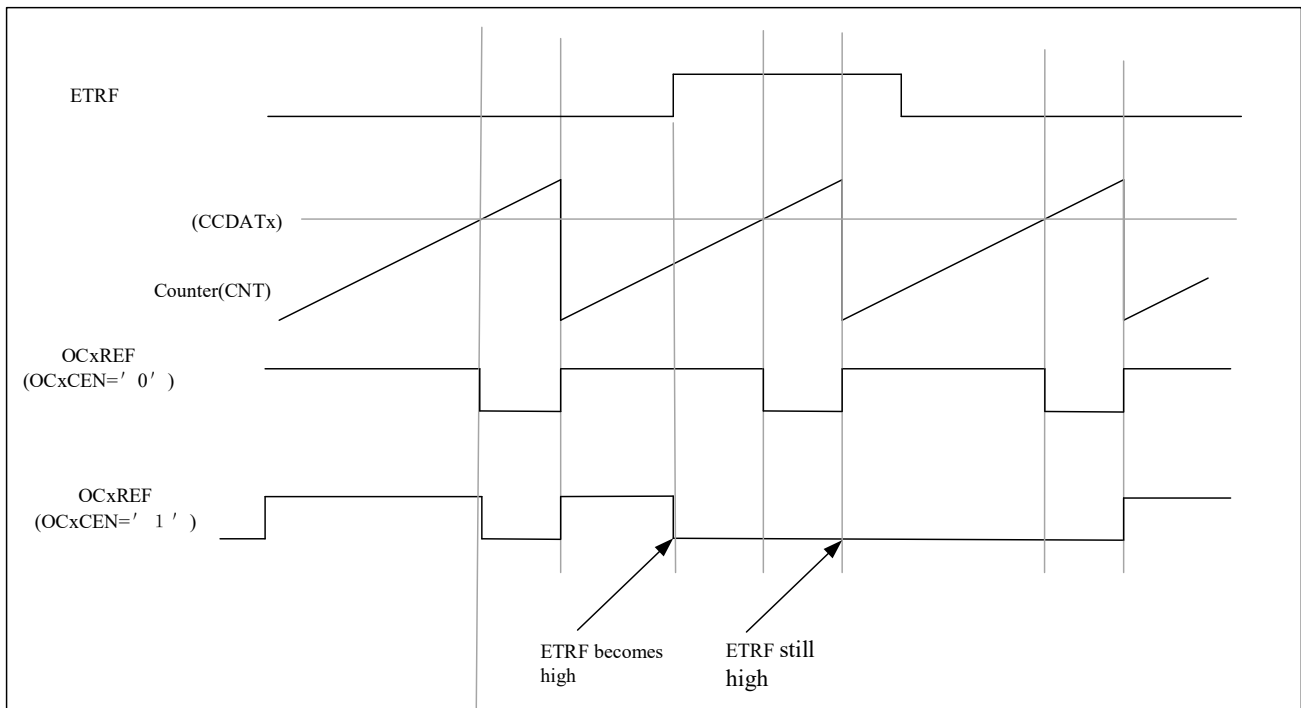 ETRF
(CCDATx)
Counter(CNT)
OCxREF
(OCxCEN=′ 0′ )
OCxREF
(OCxCEN=′ 1 ′ )
ETRF becomes
high
ETRF still
high